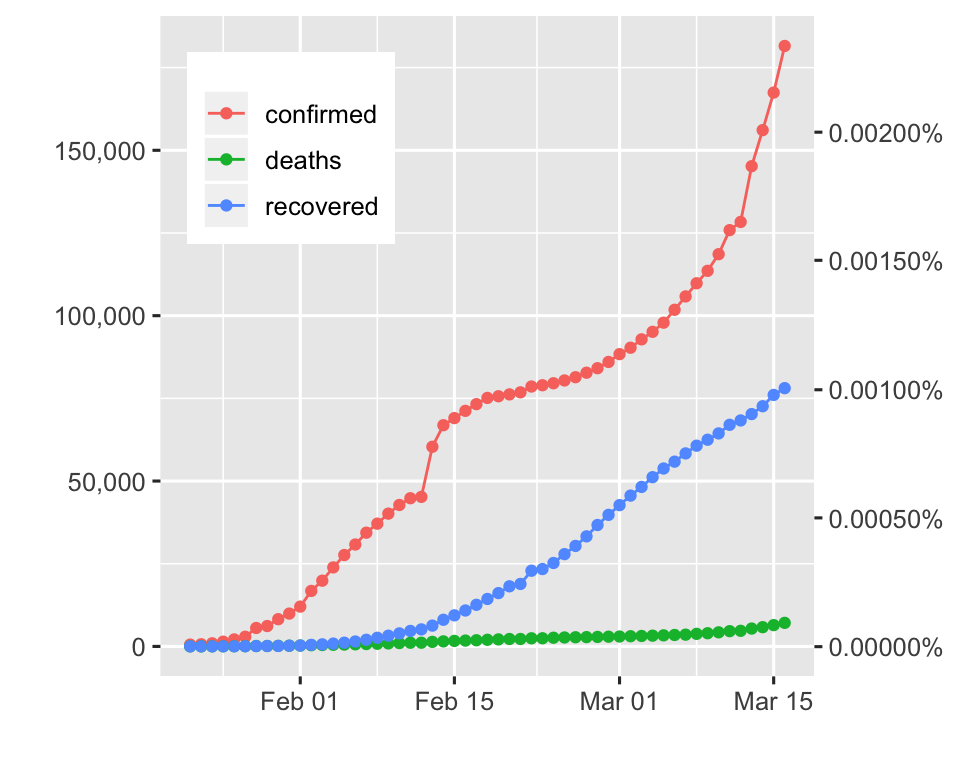 confirmed
deaths
recovered
150,000
100,000
50,000
0
0.00200%
0.00150%
0.00100%
0.00050%
0.00000%
Feb 01
Feb 15
Mar 01
Mar 15